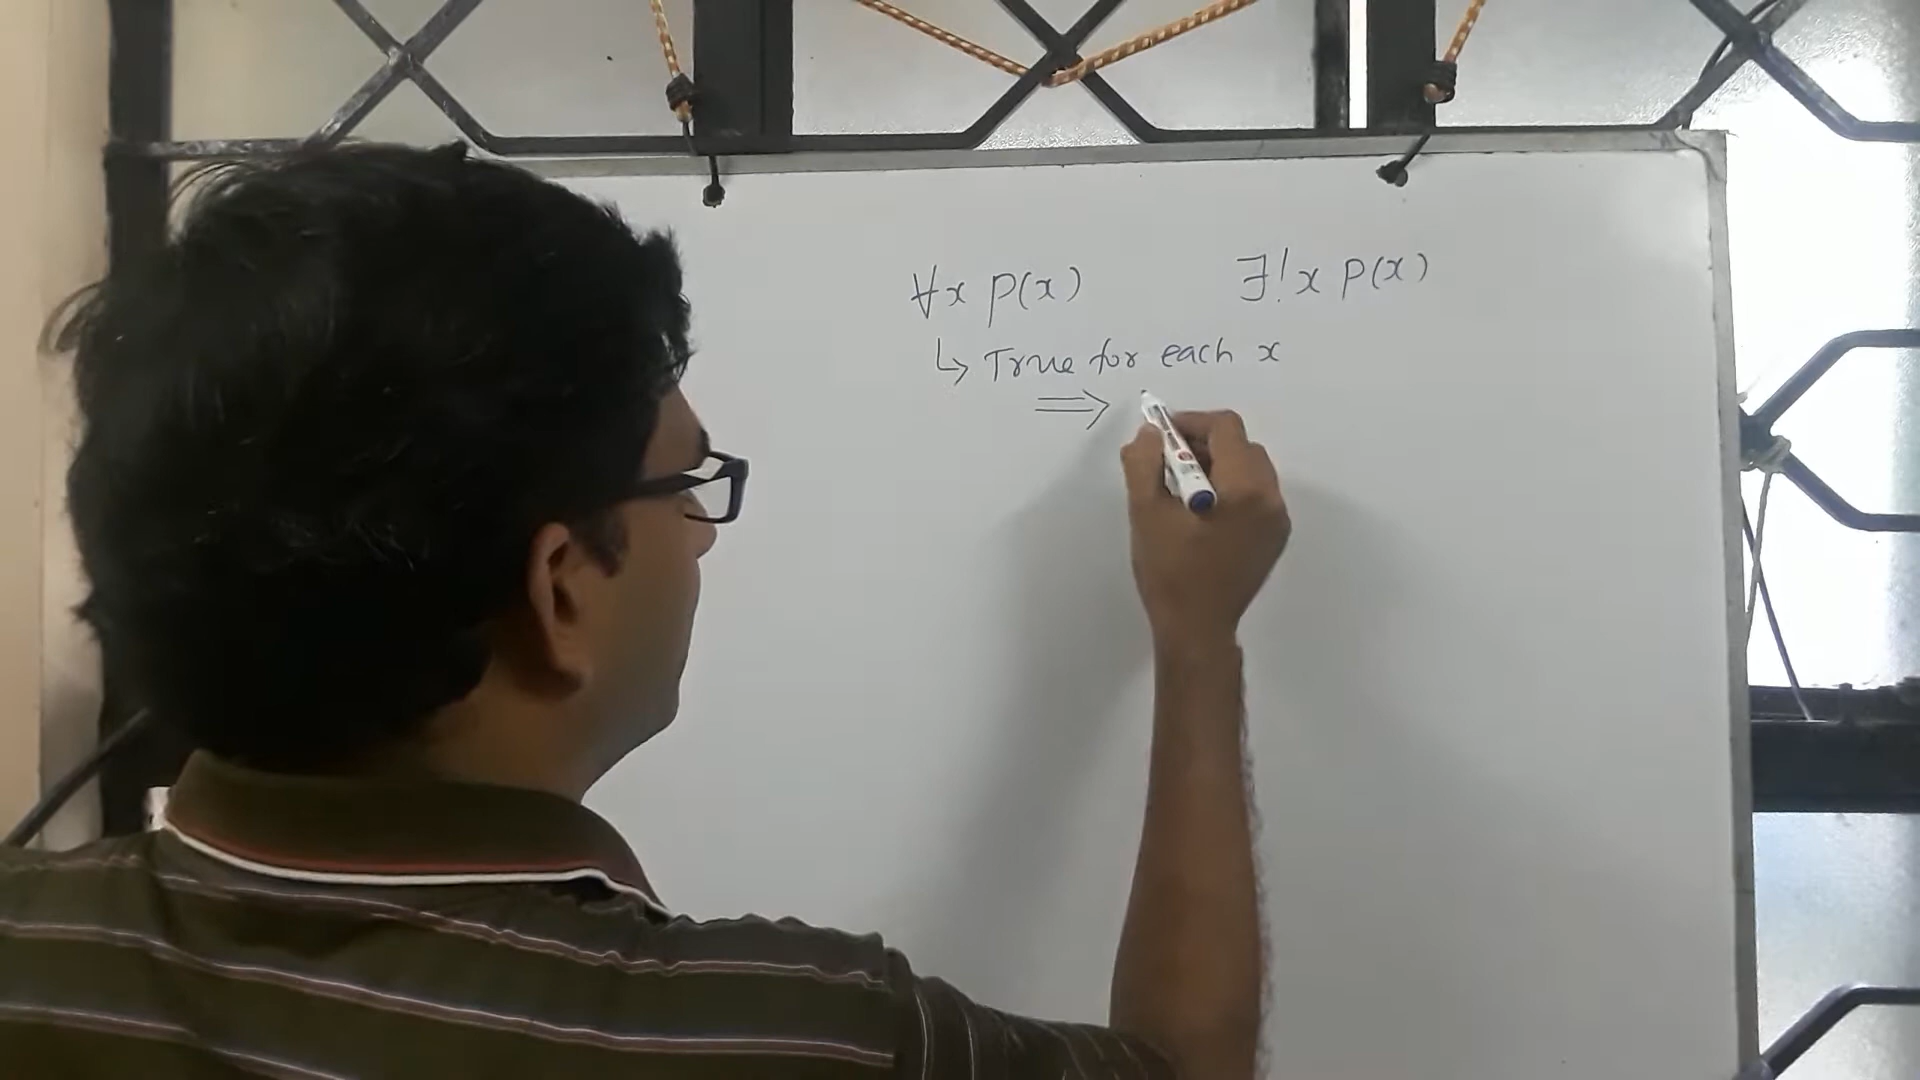 ∀x P(x) ∃!x P(x)
↳ True for each x
⇒